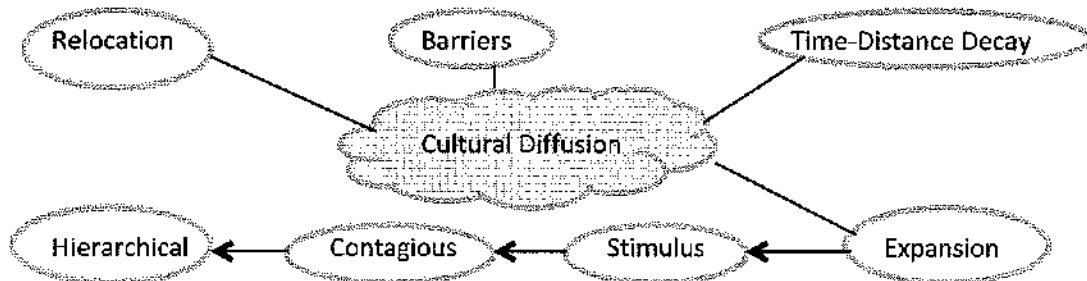 Relocation
Barriers
Time-Distance Decay
Cultural Diffusion
Hierarchical
Contagious
Stimulus
Expansion